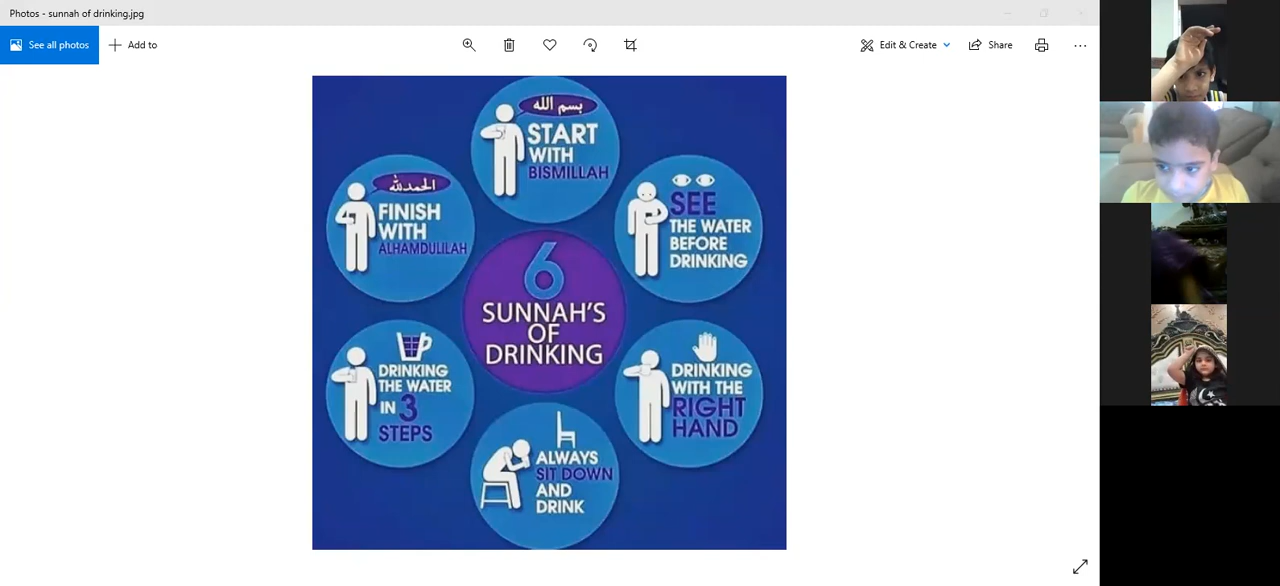 Photos - sunnah of drinking.jpg
See all photos
Add to
Edit & Create
Share
بسم الله
START
WITH
BISMILLAH
SEE
THE WATER
BEFORE
DRINKING
DRINKING
WITH THE
RIGHT
HAND
ALWAYS
SIT DOWN
AND
DRINK
DRINKING
THE WATER
IN 3
STEPS
الحمدلله
FINISH
WITH
ALHAMDULILAH
6
SUNNAH'S
OF
DRINKING